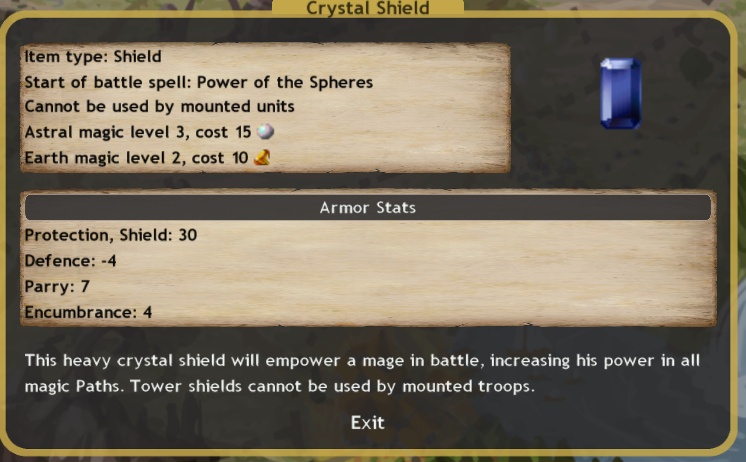 Crystal Shield
Item type: Shield
Start of battle spell: Power of the Spheres
Cannot be used by mounted units
Astral magic level 3, cost 15
Earth magic level 2, cost 10
Armor Stats
Protection, Shield: 30
Defence: -4
Parry: 7
Encumbrance: 4
This heavy crystal shield will empower a mage in battle, increasing his power in all
magic Paths. Tower shields cannot be used by mounted troops.
Exit